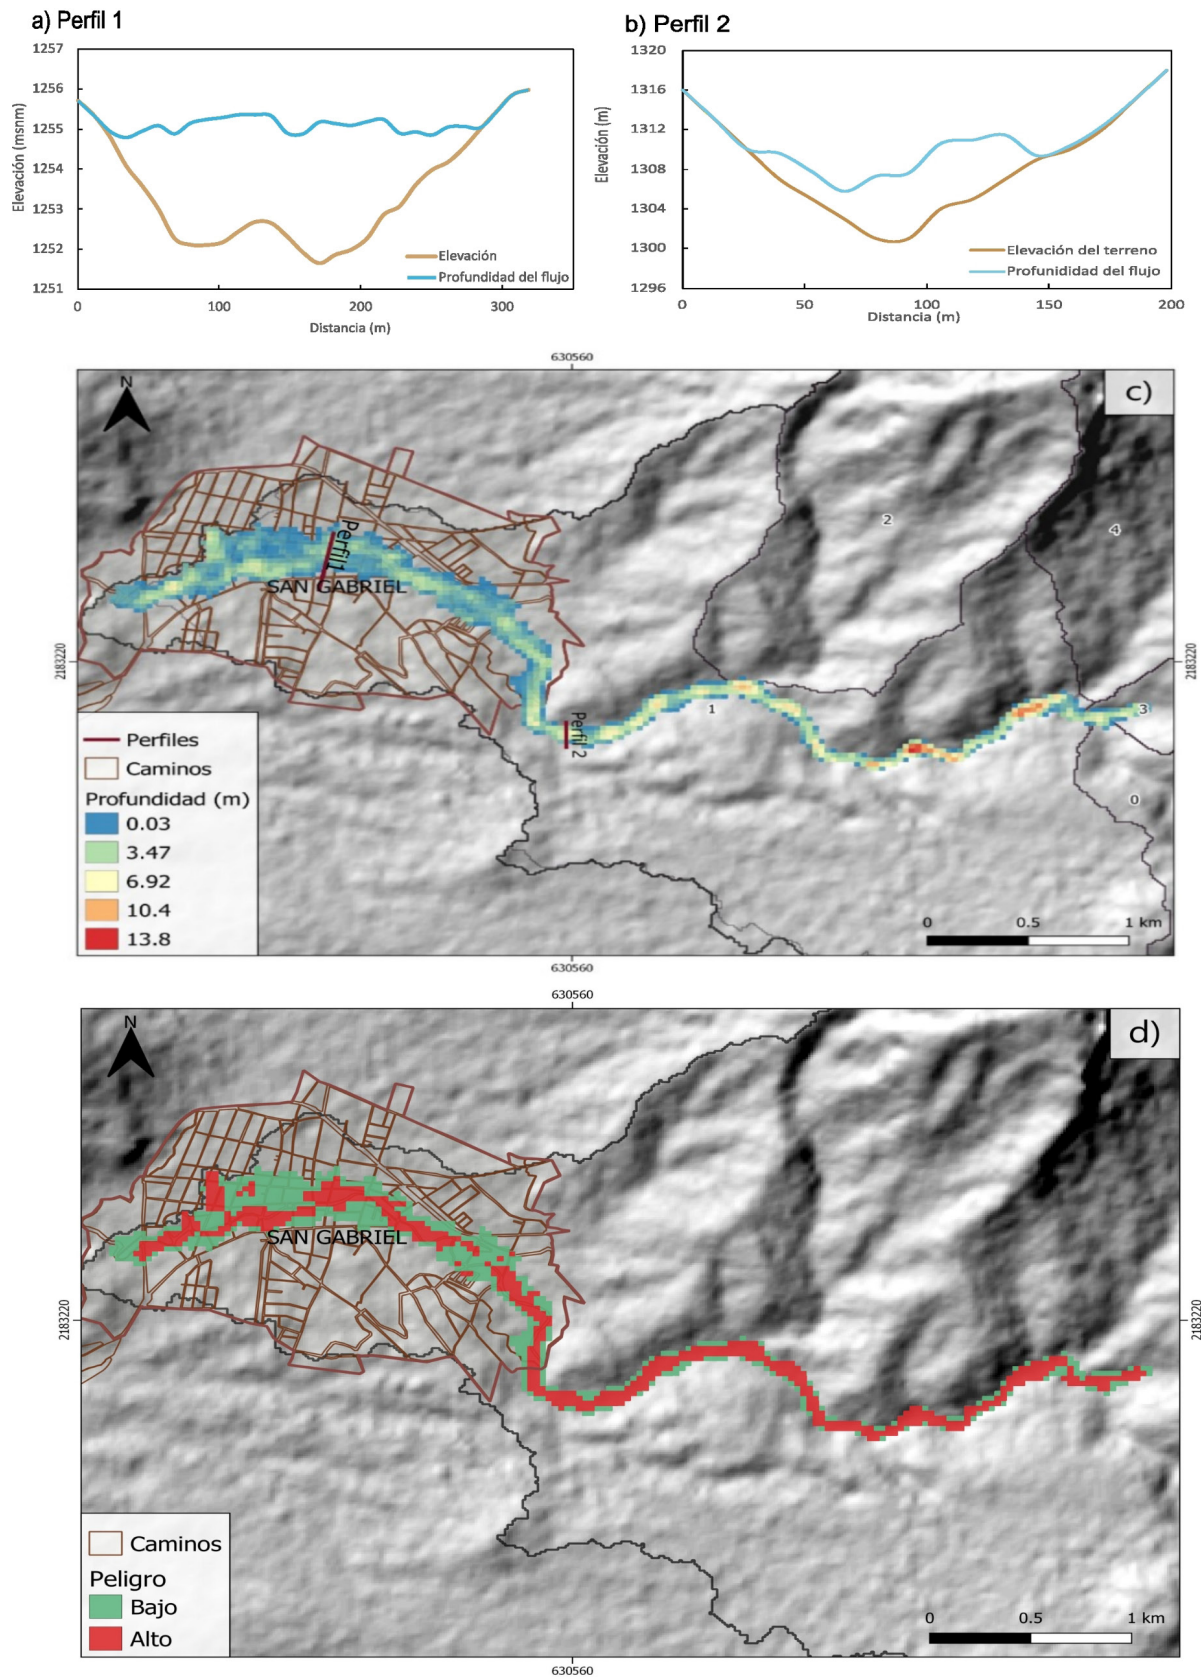 a) Perfil 1
1257
1256
1255
1254
1253
1252
1251
Elevación (msnm)
Elevación
Profundidad del flujo
0
100
200
300
Distancia (m)
b) Perfil 2
1320
1316
1312
1308
1304
1300
1296
Elevación (m)
Elevación del terreno
Profunididad del flujo
0
50
100
150
200
Distancia (m)
630560
c)
N
2
4
Perfil1
SAN GABRIEL
2183220
2183220
1
3
Perfil 2
0
Perfiles
Caminos
Profundidad (m)
0.03
3.47
6.92
10.4
13.8
0
0.5
1 km
630560
630560
d)
N
SAN GABRIEL
2183220
2183220
Caminos
Peligro
Bajo
Alto
0
0.5
1 km
630560